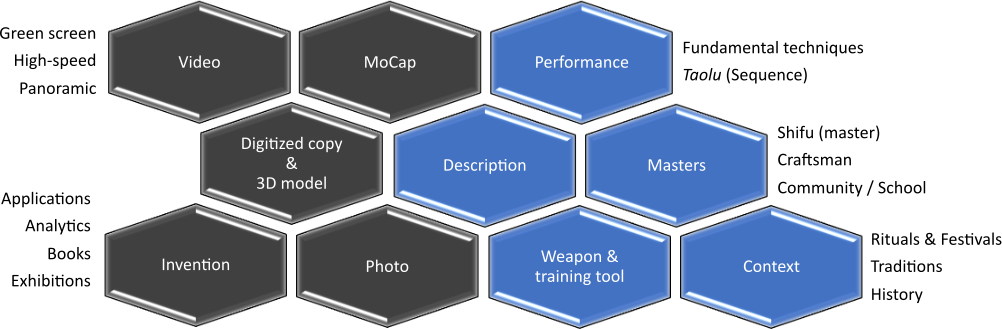 Green screen
High-speed
Panoramic
Video
MoCap
Performance
Fundamental techniques
Taolu (Sequence)
Digitized copy
&
3D model
Description
Masters
Shifu (master)
Craftsman
Community / School
Applications
Analytics
Books
Exhibitions
Invention
Photo
Weapon &
training tool
Context
Rituals & Festivals
Traditions
History